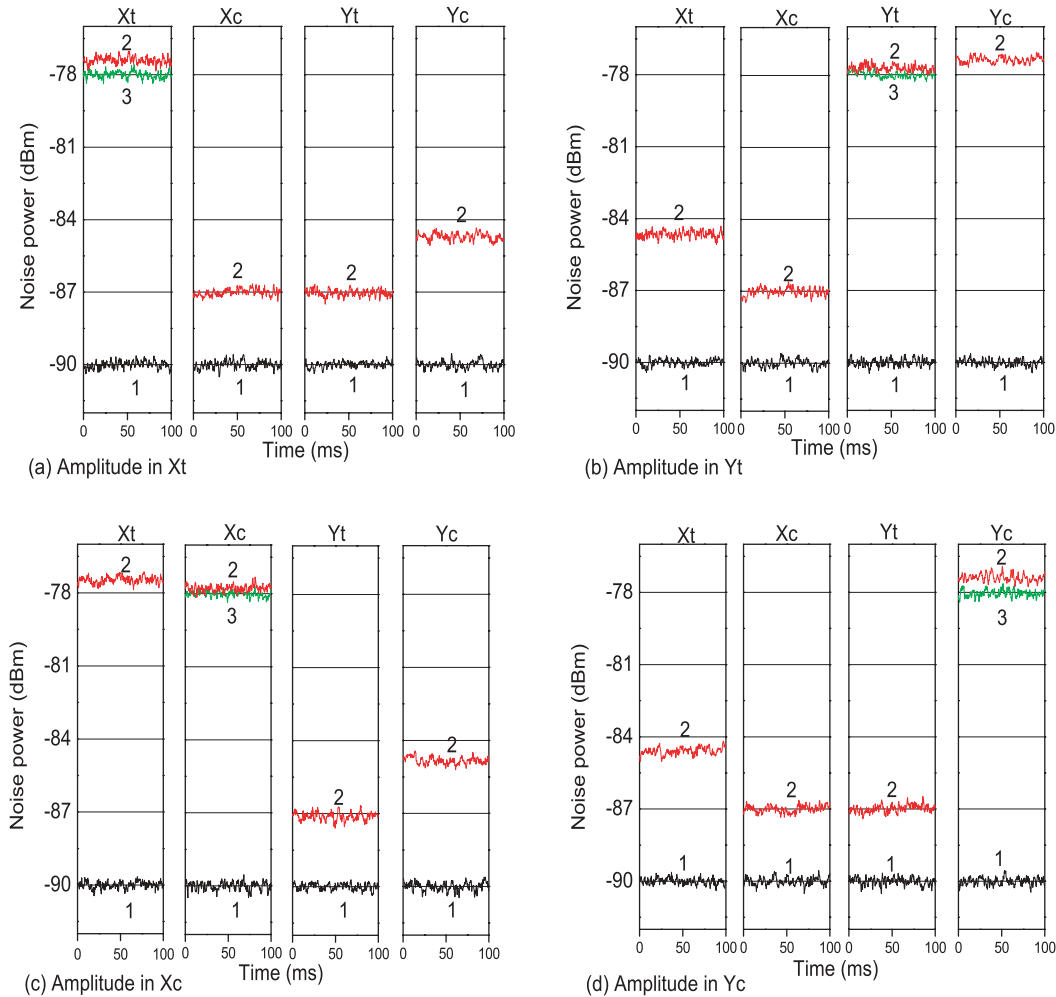 Xt Xc Yt Yc
2
3
2
2
2
1 1 1 1
-78
-81
-84
-87
-90
Noise power (dBm)
0 50 100 0 50 100 0 50 100 0 50 100
Time (ms)
(a) Amplitude in Xt
Xt Xc Yt Yc
2 2
3
2
2
1 1 1 1
-78
-81
-84
-87
-90
Noise power (dBm)
0 50 100 0 50 100 0 50 100 0 50 100
Time (ms)
(b) Amplitude in Yt
Xt Xc Yt Yc
2 2
3
2
2
1 1 1 1
-78
-81
-84
-87
-90
Noise power (dBm)
0 50 100 0 50 100 0 50 100 0 50 100
Time (ms)
(c) Amplitude in Xc
Xt Xc Yt Yc
2
3
2
2 2
1 1 1 1
-78
-81
-84
-87
-90
Noise power (dBm)
0 50 100 0 50 100 0 50 100 0 50 100
Time (ms)
(d) Amplitude in Yc